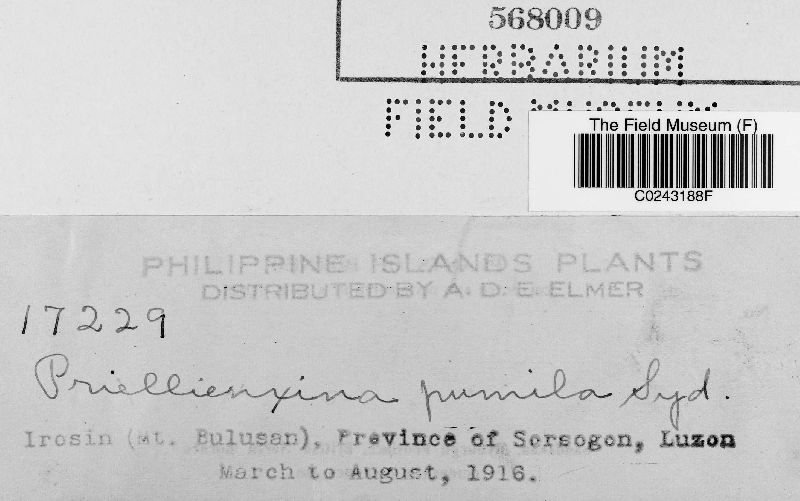 568009
HERBARIUM
FIELD MUSEUM
The Field Museum (F)
C0243188F
PHILIPPINE ISLANDS PLANTS
DISTRIBUTED BY A. D. E. ELMER
17229
Priellieuxina pumila Syd.
Irosin (Mt. Bulusan), Province of Sorsogon, Luzon
March to August, 1916.